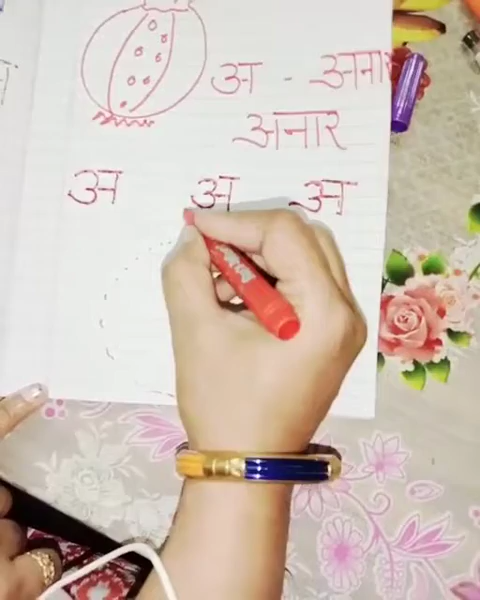 अ - अनार
अनार
अ अ अ